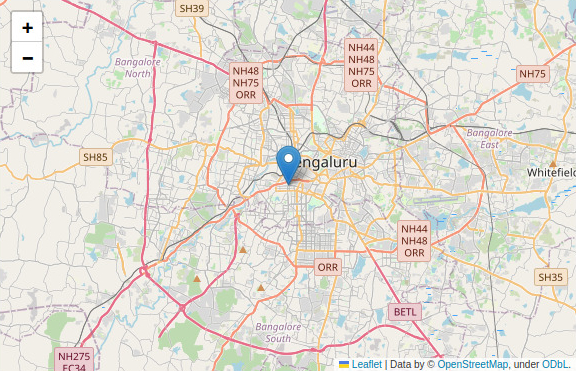 +
−
SH39
Bangalore
North
NH48
NH75
ORR
NH44
NH48
NH75
ORR
NH75
SH85
Bangalore
East
Bengaluru
Whitefield
NH44
NH48
ORR
ORR
SH35
BETL
Bangalore
South
NH275
EC34
Leaflet | Data by © OpenStreetMap, under ODbL.